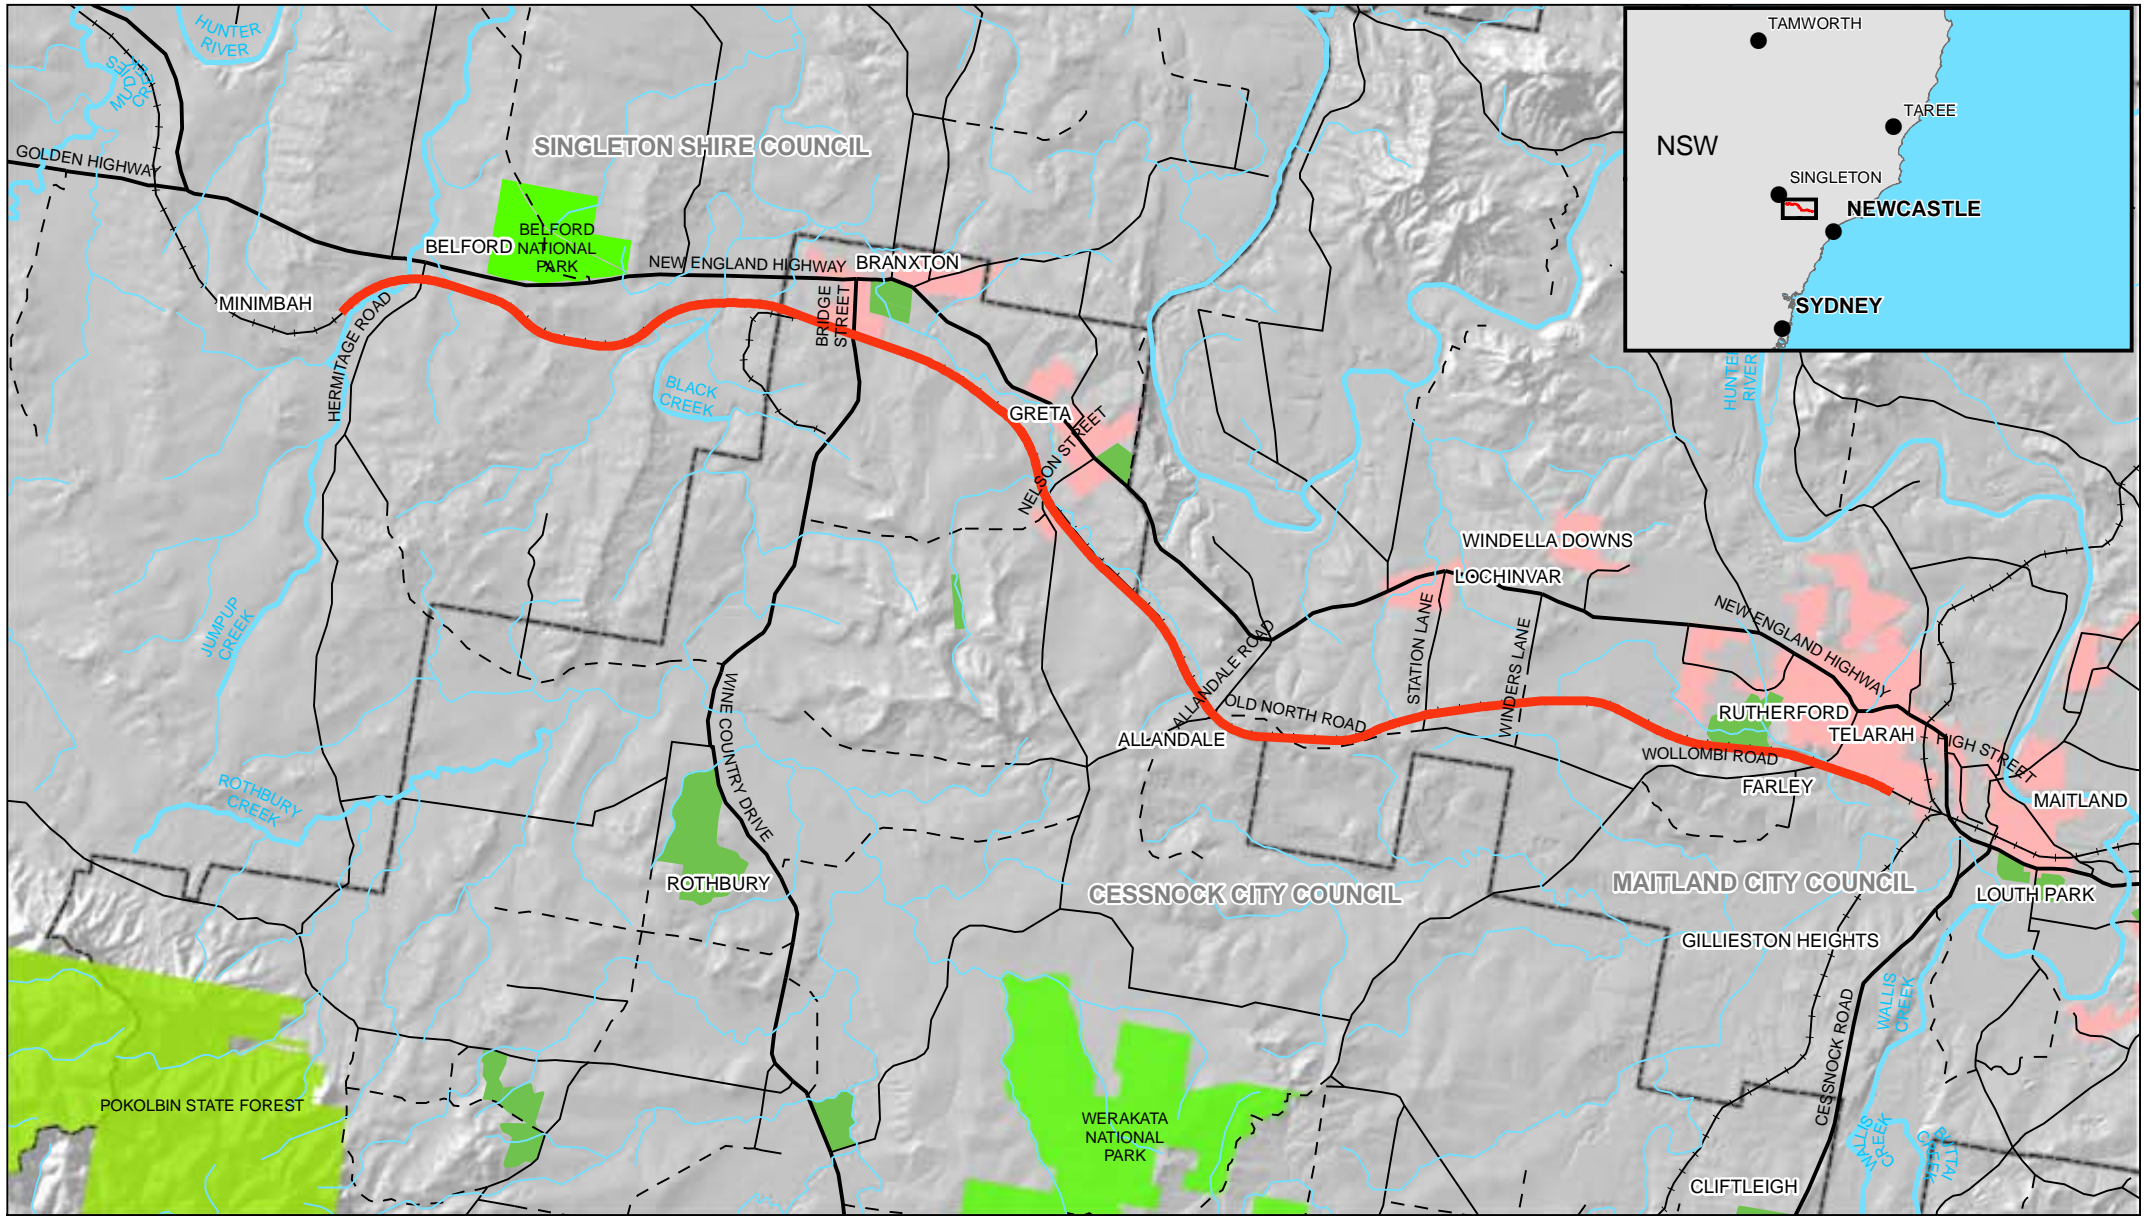 HUNTER
RIVER
MUDIES
CREEK
TAMWORTH
TAREE
NSW
SINGLETON
NEWCASTLE
SYDNEY
GOLDEN HIGHWAY
SINGLETON SHIRE COUNCIL
BELFORD
BELFORD
NATIONAL
PARK
NEW ENGLAND HIGHWAY
BRANXTON
MINIMBAH
HERMITAGE ROAD
BRIDGE
STREET
BLACK
CREEK
GRETA
NELSON STREET
HUNTER
RIVER
WINDELLA DOWNS
LOCHINVAR
JUMPUP
CREEK
STATION LANE
WINDERS LANE
NEW ENGLAND HIGHWAY
ALLANDALE ROAD
OLD NORTH ROAD
ALLANDALE
WINE COUNTRY DRIVE
RUTHERFORD
TELARAH
HIGH STREET
WOLLOMBI ROAD
FARLEY
MAITLAND
ROTHBURY
CREEK
ROTHBURY
CESSNOCK CITY COUNCIL
MAITLAND CITY COUNCIL
LOUTH PARK
GILLIESTON HEIGHTS
WALLIS
CREEK
CESSNOCK ROAD
POKOLBIN STATE FOREST
WERAKATA
NATIONAL
PARK
WALLIS
CREEK
BUTTAI
CREEK
CLIFTLEIGH